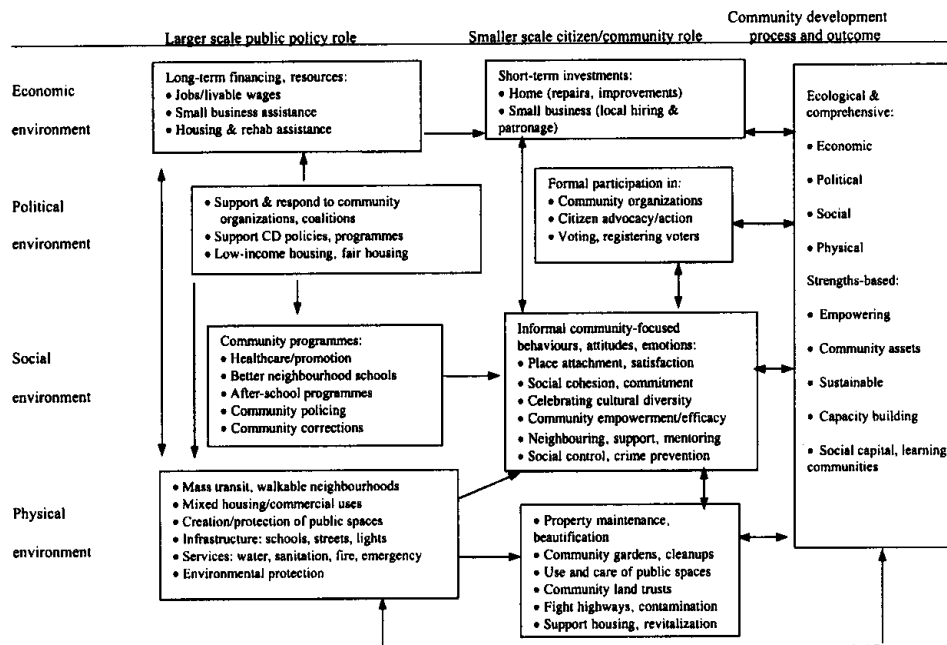 Larger scale public policy role
Smaller scale citizen/community role
Community development
process and outcome
Economic
environment
Long-term financing, resources:
• Jobs/livable wages
• Small business assistance
• Housing & rehab assistance
Short-term investments:
• Home (repairs, improvements)
• Small business (local hiring &
patronage)
Political
environment
• Support & respond to community
organizations, coalitions
• Support CD policies, programmes
• Low-income housing, fair housing
Formal participation in:
• Community organizations
• Citizen advocacy/action
• Voting, registering voters
Social
environment
Community programmes:
• Healthcare/promotion
• Better neighbourhood schools
• After-school programmes
• Community policing
• Community corrections
Informal community-focused
behaviours, attitudes, emotions:
• Place attachment, satisfaction
• Social cohesion, commitment
• Celebrating cultural diversity
• Community empowerment/efficacy
• Neighbouring, support, mentoring
• Social control, crime prevention
Physical
environment
• Mass transit, walkable neighbourhoods
• Mixed housing/commercial uses
• Creation/protection of public spaces
• Infrastructure: schools, streets, lights
• Services: water, sanitation, fire, emergency
• Environmental protection
• Property maintenance,
beautification
• Community gardens, cleanups
• Use and care of public spaces
• Community land trusts
• Fight highways, contamination
• Support housing, revitalization
Ecological &
comprehensive:
• Economic
• Political
• Social
• Physical
Strengths-based:
• Empowering
• Community assets
• Sustainable
• Capacity building
• Social capital, learning
communities